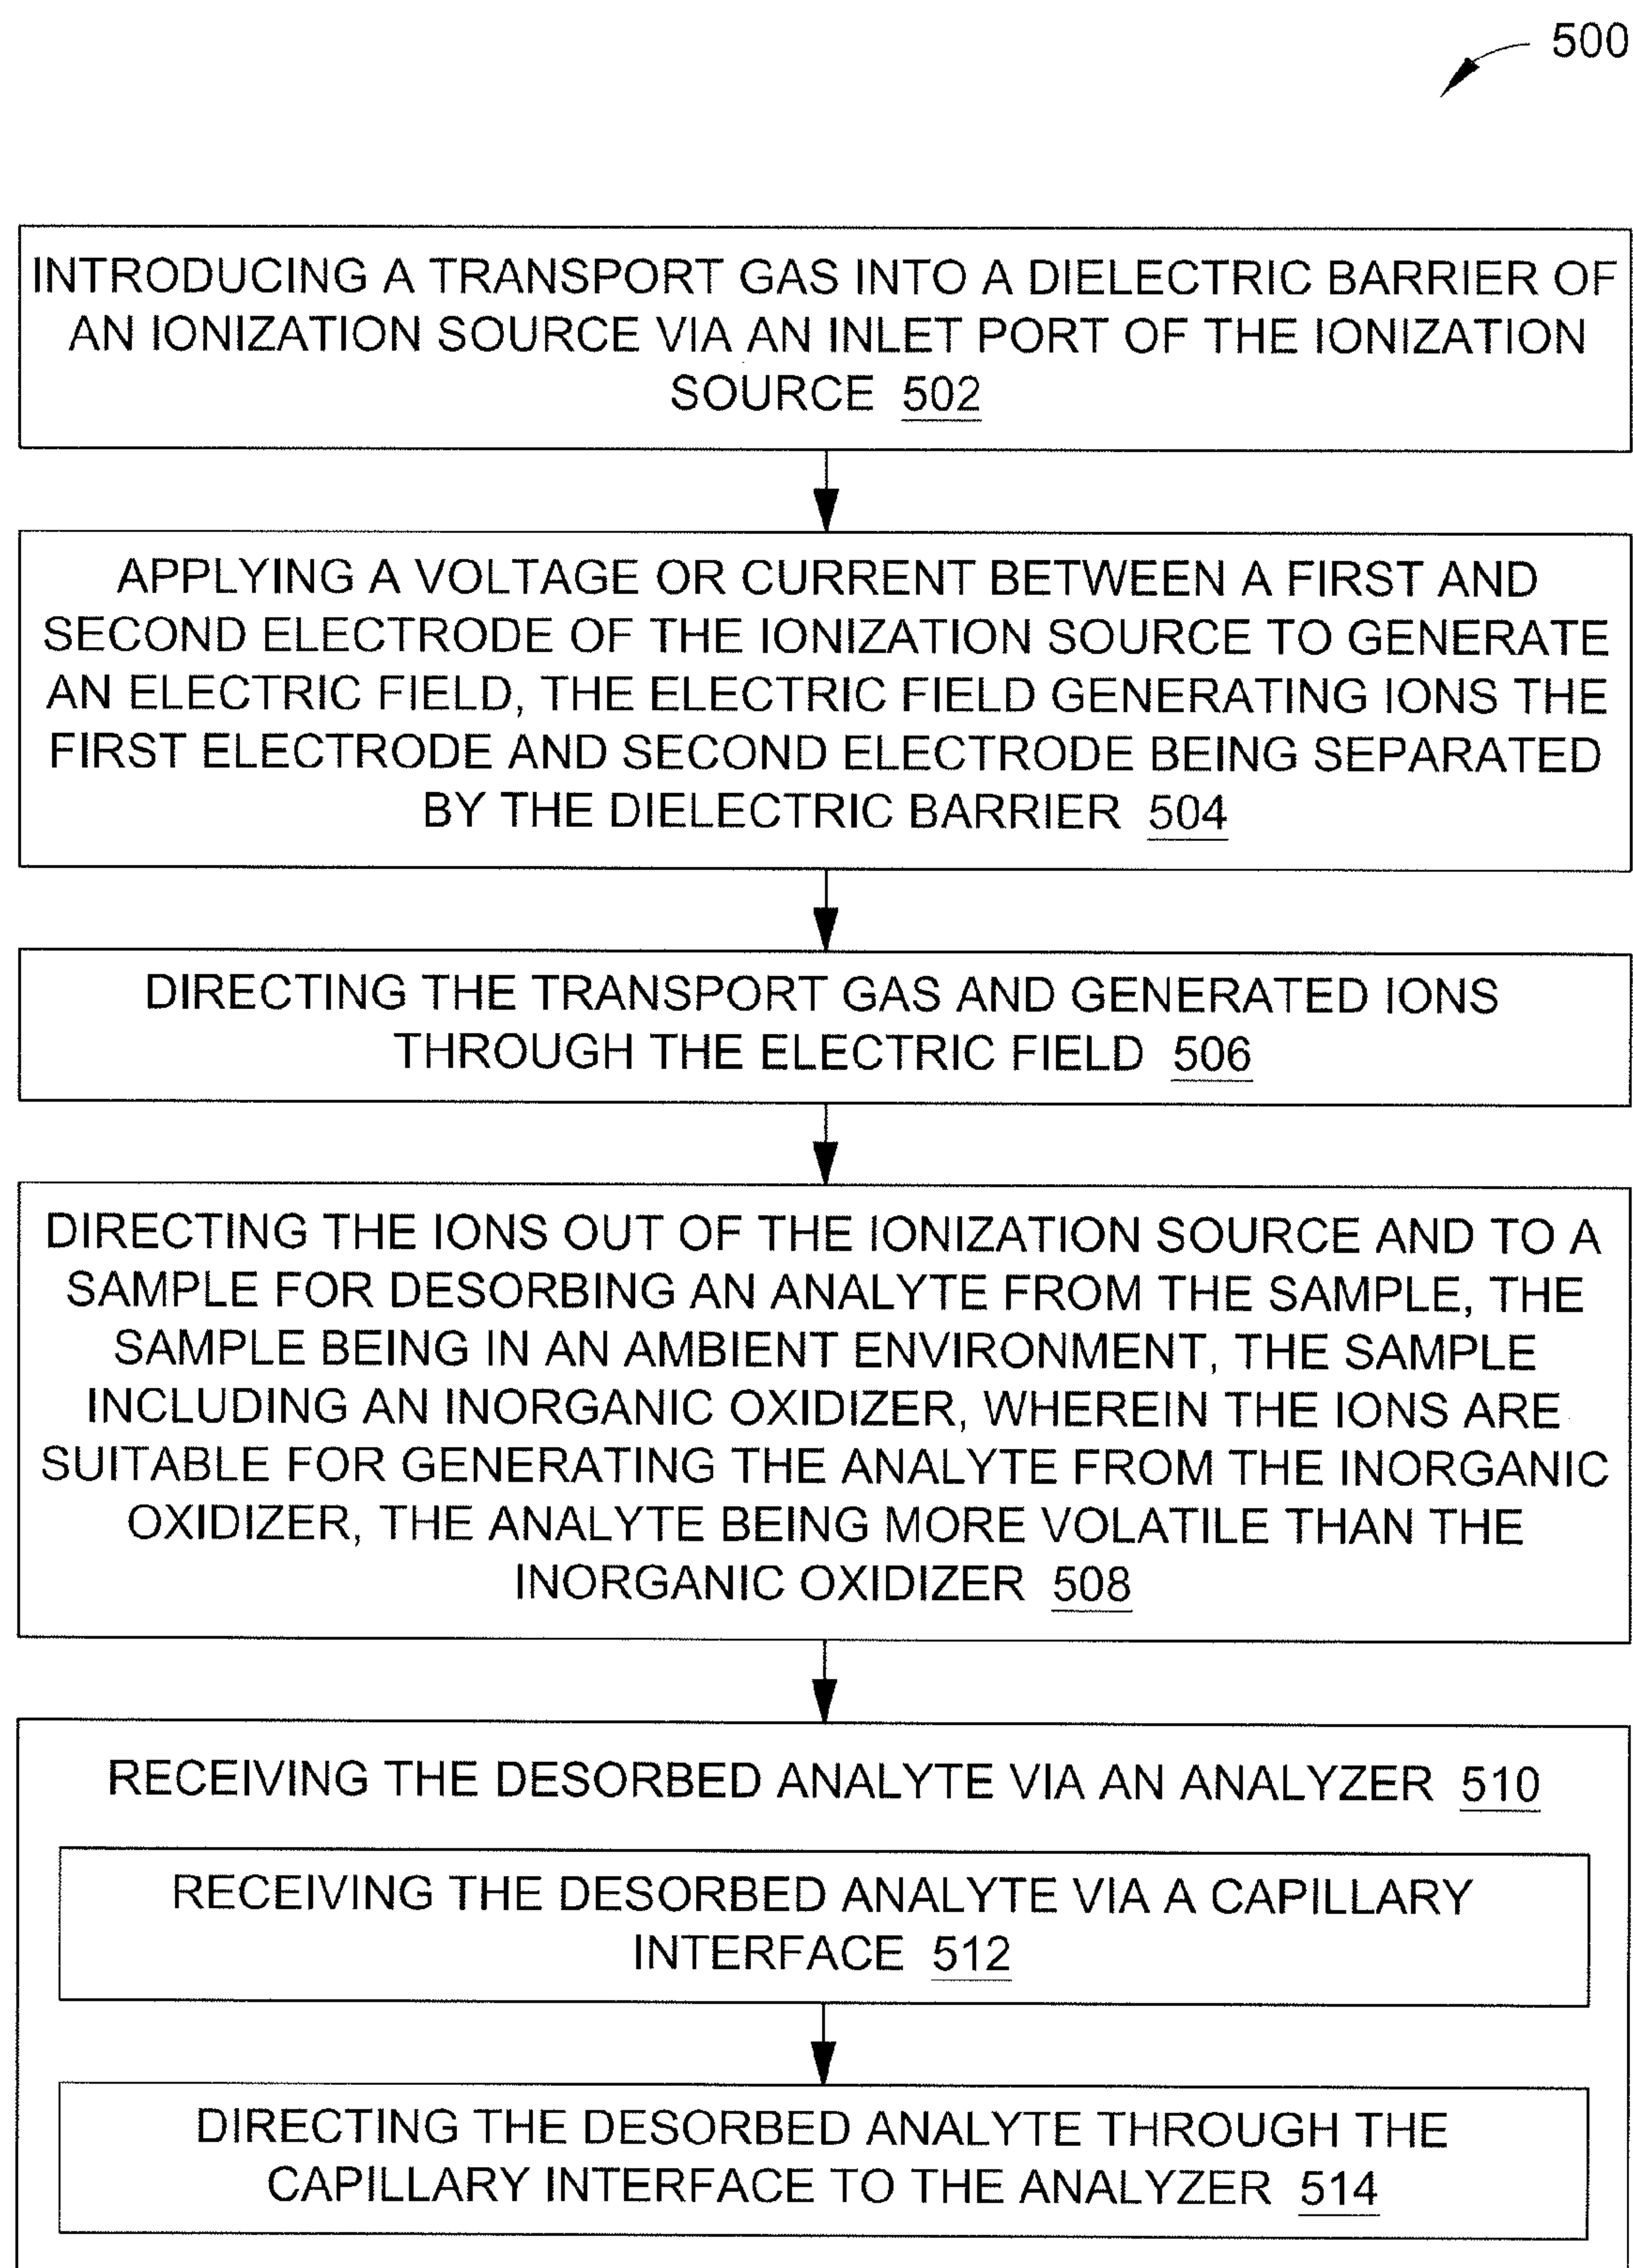 500
INTRODUCING A TRANSPORT GAS INTO A DIELECTRIC BARRIER OF
AN IONIZATION SOURCE VIA AN INLET PORT OF THE IONIZATION
SOURCE 502
APPLYING A VOLTAGE OR CURRENT BETWEEN A FIRST AND
SECOND ELECTRODE OF THE IONIZATION SOURCE TO GENERATE
AN ELECTRIC FIELD, THE ELECTRIC FIELD GENERATING IONS THE
FIRST ELECTRODE AND SECOND ELECTRODE BEING SEPARATED
BY THE DIELECTRIC BARRIER 504
DIRECTING THE TRANSPORT GAS AND GENERATED IONS
THROUGH THE ELECTRIC FIELD 506
DIRECTING THE IONS OUT OF THE IONIZATION SOURCE AND TO A
SAMPLE FOR DESORBING AN ANALYTE FROM THE SAMPLE, THE
SAMPLE BEING IN AN AMBIENT ENVIRONMENT, THE SAMPLE
INCLUDING AN INORGANIC OXIDIZER, WHEREIN THE IONS ARE
SUITABLE FOR GENERATING THE ANALYTE FROM THE INORGANIC
OXIDIZER, THE ANALYTE BEING MORE VOLATILE THAN THE
INORGANIC OXIDIZER 508
RECEIVING THE DESORBED ANALYTE VIA AN ANALYZER 510
RECEIVING THE DESORBED ANALYTE VIA A CAPILLARY
INTERFACE 512
DIRECTING THE DESORBED ANALYTE THROUGH THE
CAPILLARY INTERFACE TO THE ANALYZER 514